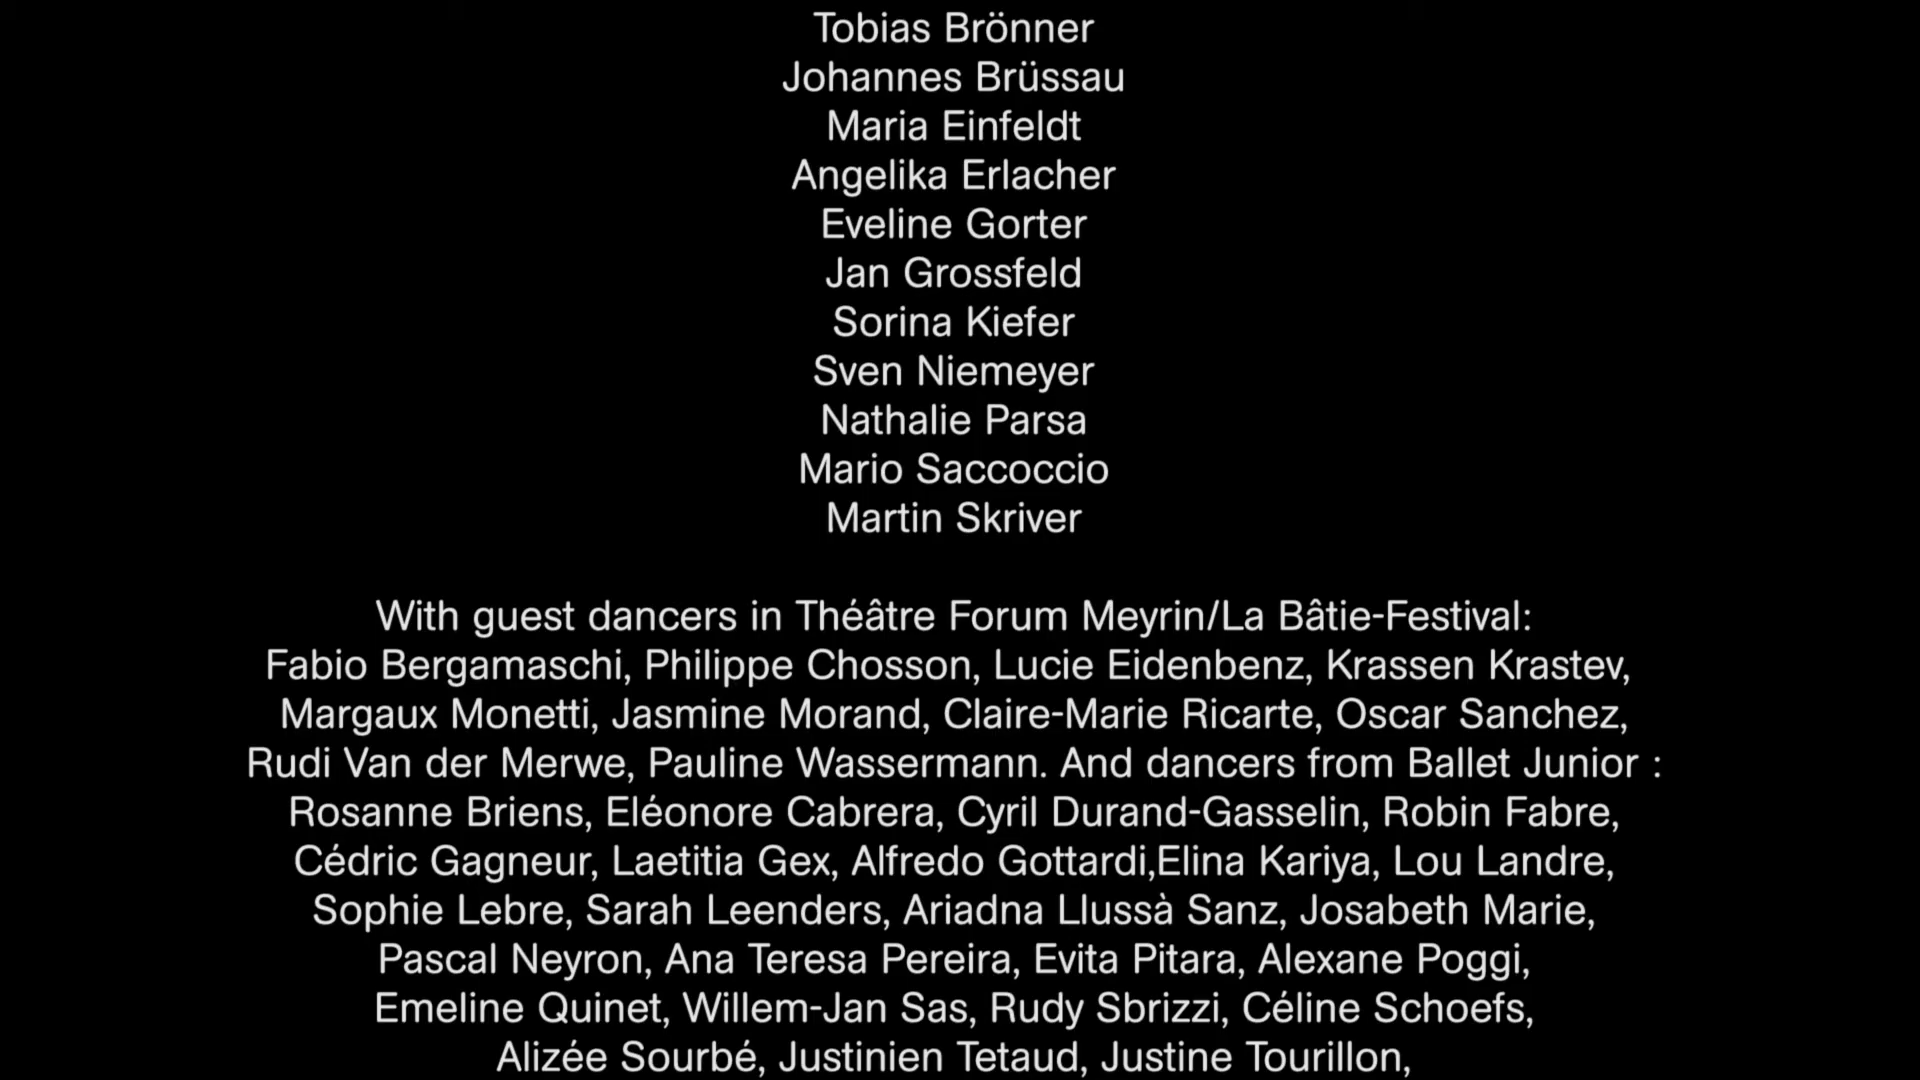 Tobias Brönner
Johannes Brüssau
Maria Einfeldt
Angelika Erlacher
Eveline Gorter
Jan Grossfeld
Sorina Kiefer
Sven Niemeyer
Nathalie Parsa
Mario Saccoccio
Martin Skriver
With guest dancers in Théâtre Forum Meyrin/La Bâtie-Festival:
Fabio Bergamaschi, Philippe Chosson, Lucie Eidenbenz, Krassen Krastev,
Margaux Monetti, Jasmine Morand, Claire-Marie Ricarte, Oscar Sanchez,
Rudi Van der Merwe, Pauline Wassermann. And dancers from Ballet Junior :
Rosanne Briens, Eléonore Cabrera, Cyril Durand-Gasselin, Robin Fabre,
Cédric Gagneur, Laetitia Gex, Alfredo Gottardi,Elina Kariya, Lou Landre,
Sophie Lebre, Sarah Leenders, Ariadna Llussà Sanz, Josabeth Marie,
Pascal Neyron, Ana Teresa Pereira, Evita Pitara, Alexane Poggi,
Emeline Quinet, Willem-Jan Sas, Rudy Sbrizzi, Céline Schoefs,
Alizée Sourbé, Justinien Tetaud, Justine Tourillon,